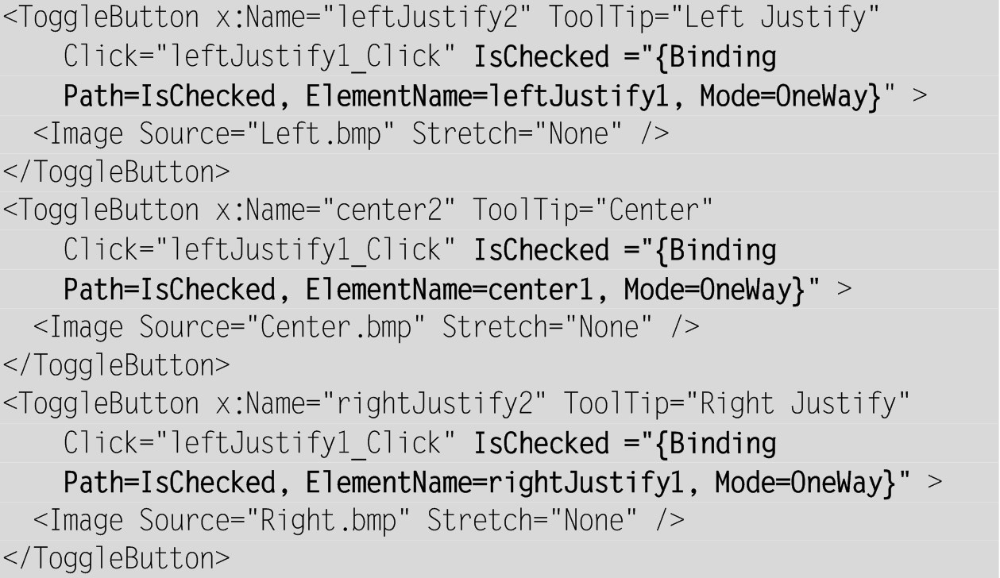 <ToggleButton x:Name="leftJustify2" ToolTip="Left Justify"
    Click="leftJustify1_Click" IsChecked ="{Binding
    Path=IsChecked, ElementName=leftJustify1, Mode=OneWay}" >
  <Image Source="Left.bmp" Stretch="None" />
</ToggleButton>
<ToggleButton x:Name="center2" ToolTip="Center"
    Click="leftJustify1_Click" IsChecked ="{Binding
    Path=IsChecked, ElementName=center1, Mode=OneWay}" >
  <Image Source="Center.bmp" Stretch="None" />
</ToggleButton>
<ToggleButton x:Name="rightJustify2" ToolTip="Right Justify"
    Click="leftJustify1_Click" IsChecked ="{Binding
    Path=IsChecked, ElementName=rightJustify1, Mode=OneWay}" >
  <Image Source="Right.bmp" Stretch="None" />
</ToggleButton>